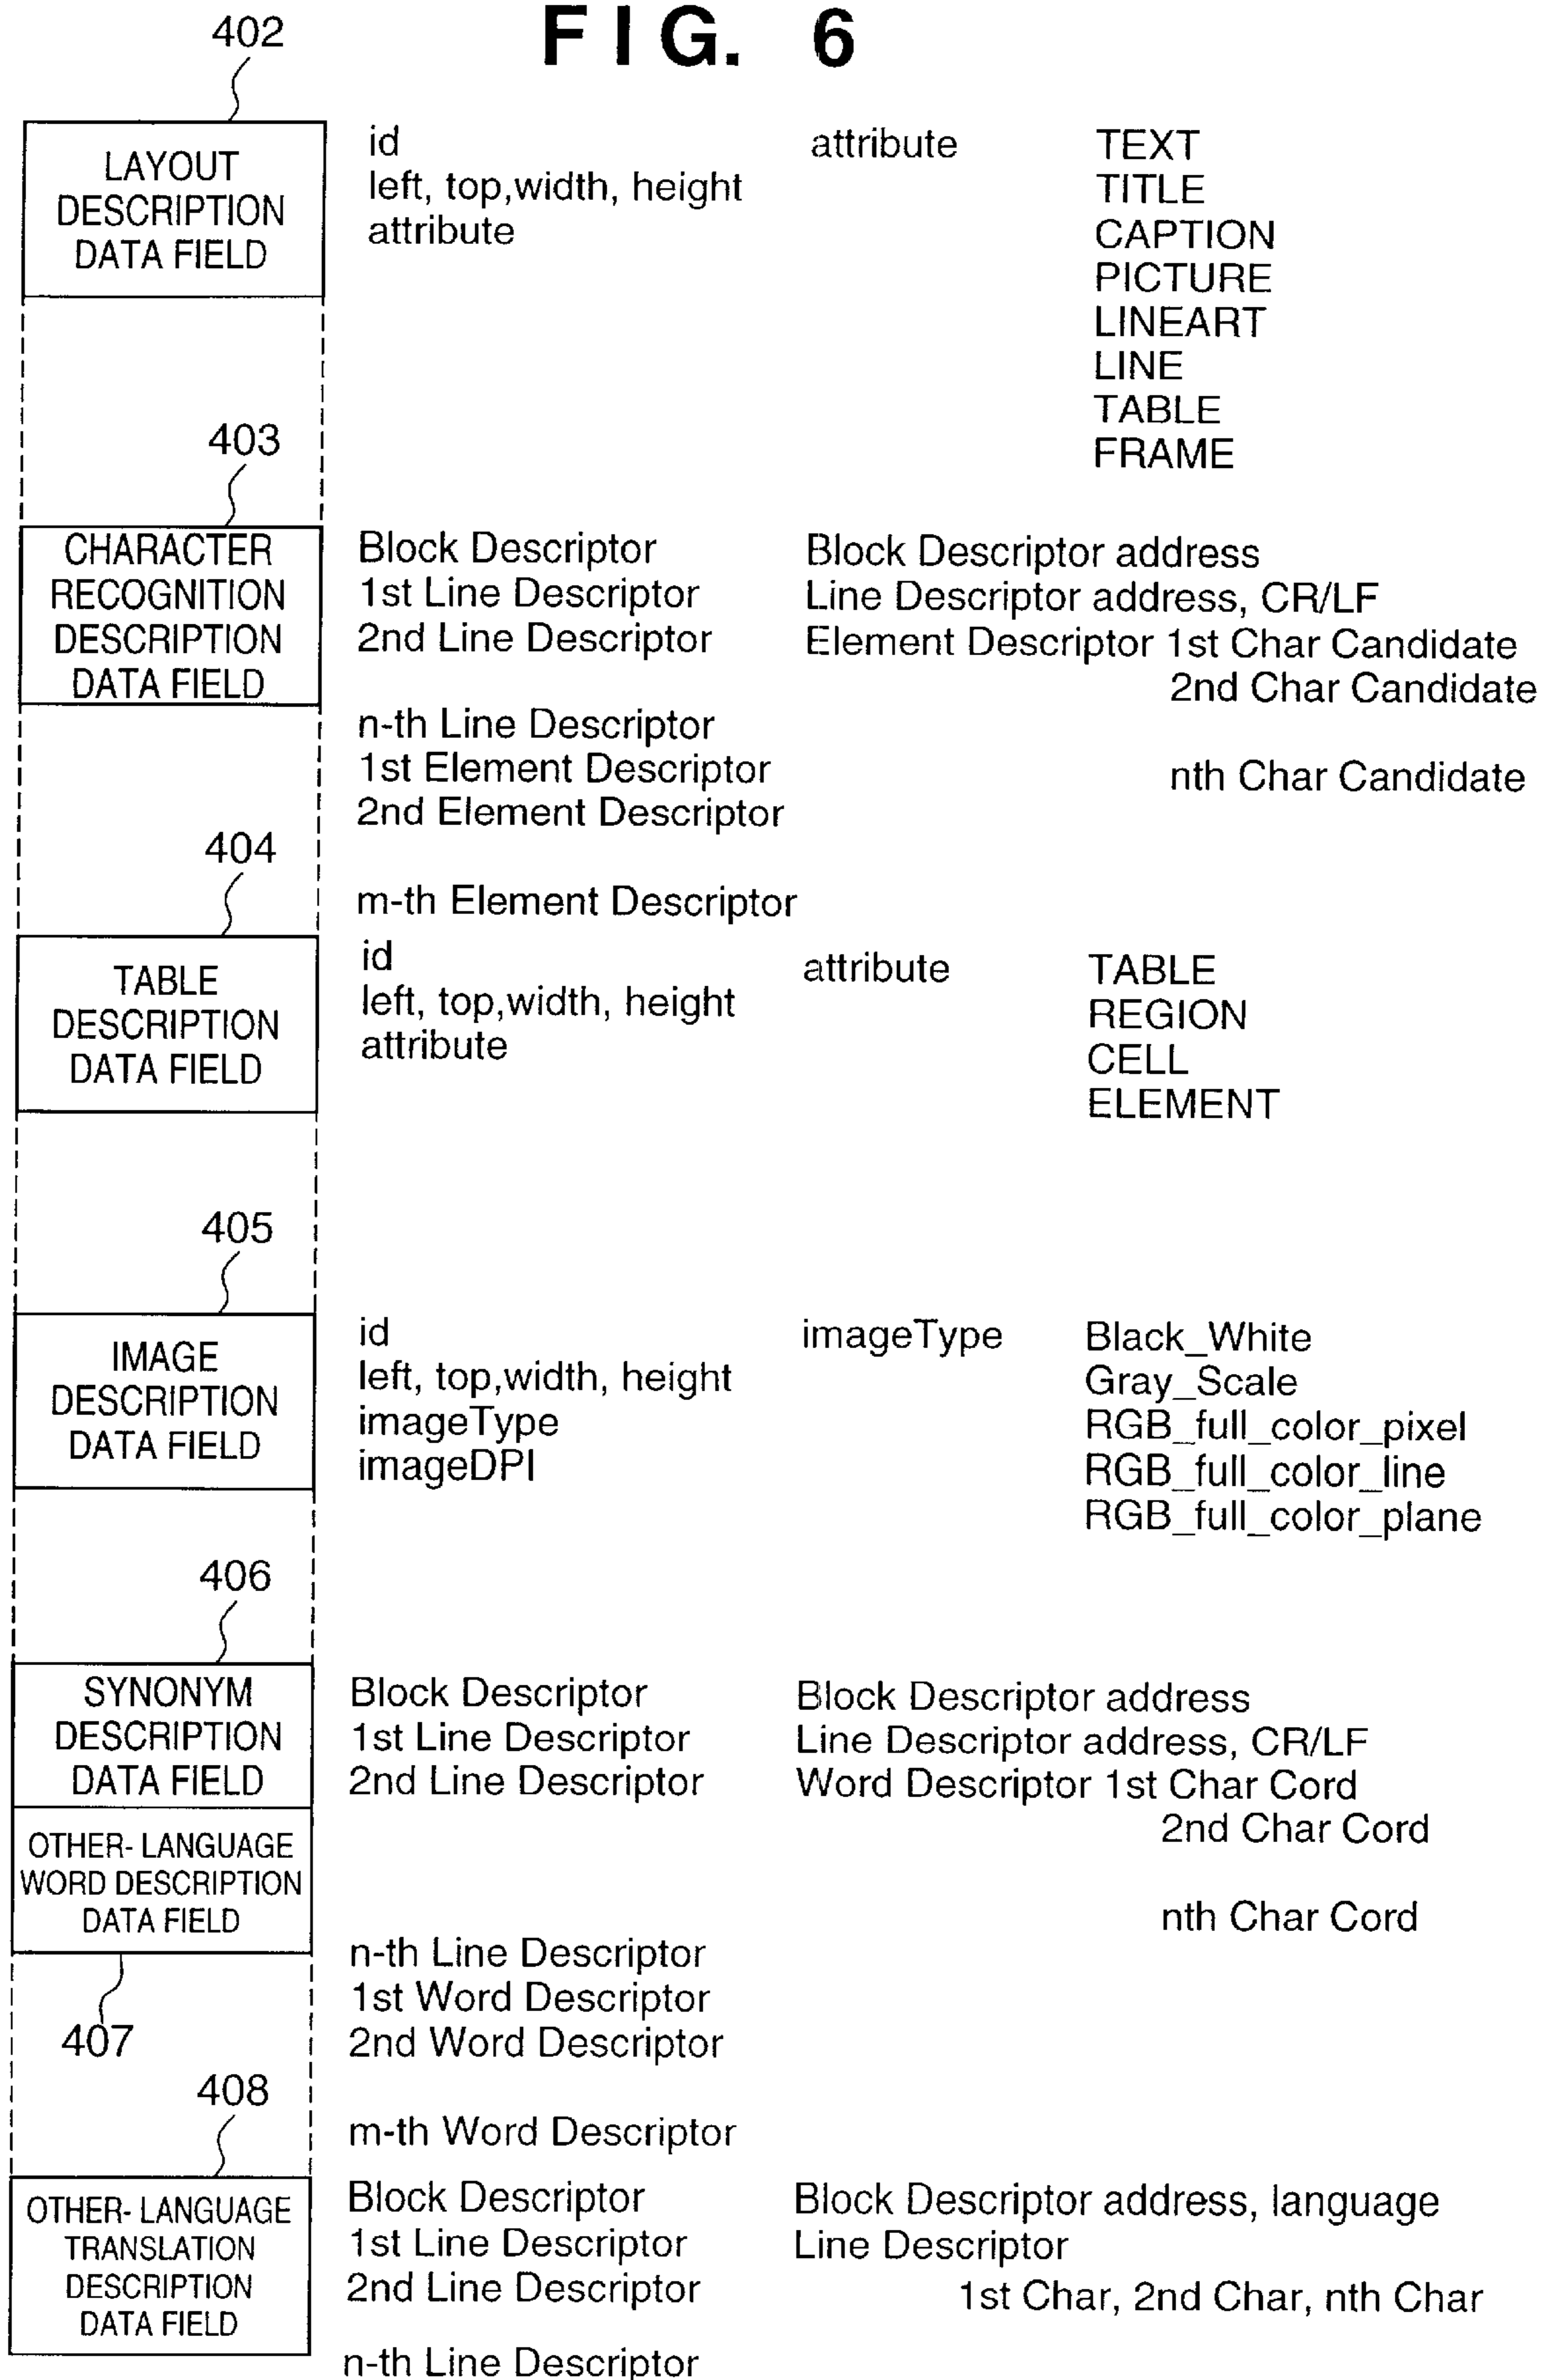 FIG. 6
402
LAYOUT
DESCRIPTION
DATA FIELD
id
left, top,width, height
attribute
attribute
TEXT
TITLE
CAPTION
PICTURE
LINEART
LINE
TABLE
FRAME
403
CHARACTER
RECOGNITION
DESCRIPTION
DATA FIELD
Block Descriptor
1st Line Descriptor
2nd Line Descriptor
n-th Line Descriptor
1st Element Descriptor
2nd Element Descriptor
m-th Element Descriptor
Block Descriptor address
Line Descriptor address, CR/LF
Element Descriptor 1st Char Candidate
2nd Char Candidate
nth Char Candidate
404
TABLE
DESCRIPTION
DATA FIELD
id
left, top,width, height
attribute
attribute
TABLE
REGION
CELL
ELEMENT
405
IMAGE
DESCRIPTION
DATA FIELD
id
left, top,width, height
imageType
imageDPI
imageType
Black_White
Gray_Scale
RGB_full_color_pixel
RGB_full_color_line
RGB_full_color_plane
406
SYNONYM
DESCRIPTION
DATA FIELD
OTHER- LANGUAGE
WORD DESCRIPTION
DATA FIELD
407
Block Descriptor
1st Line Descriptor
2nd Line Descriptor
n-th Line Descriptor
1st Word Descriptor
2nd Word Descriptor
m-th Word Descriptor
Block Descriptor address
Line Descriptor address, CR/LF
Word Descriptor 1st Char Cord
2nd Char Cord
nth Char Cord
408
OTHER- LANGUAGE
TRANSLATION
DESCRIPTION
DATA FIELD
Block Descriptor
1st Line Descriptor
2nd Line Descriptor
n-th Line Descriptor
Block Descriptor address, language
Line Descriptor
1st Char, 2nd Char, nth Char